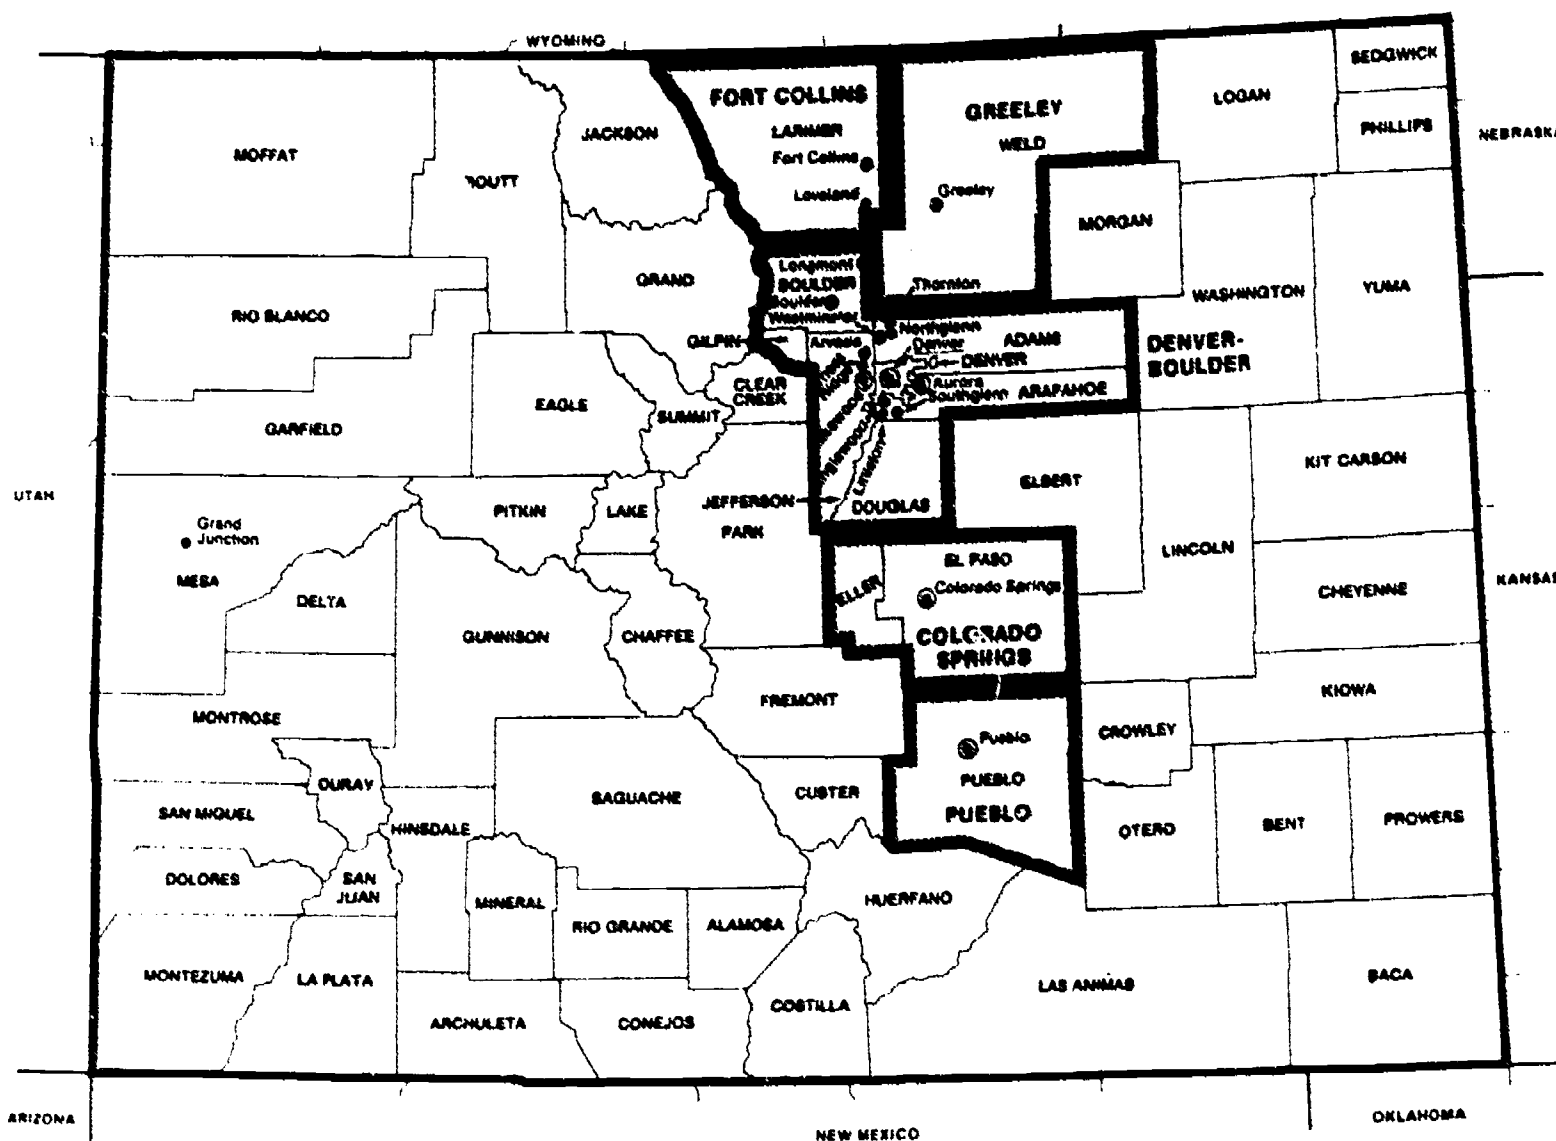 WYOMING
SEDGWICK
FORT COLLINS
GREELEY
LOGAN
LARIMER
WELD
PHILLIPS
NEBRASKA
JACKSON
MOFFAT
Fort Collins
Loveland
Greeley
MORGAN
GRAND
Longmont
BOULDER
Boulder
Westminster
Thornton
WASHINGTON
YUMA
RIO BLANCO
GILPIN
Arvada
Northglenn
Denver
ADAMS
DENVER
DENVER-
BOULDER
CLEAR
CREEK
Aurora
Southglenn
ARAPAHOE
EAGLE
SUMMIT
GARFIELD
Littleton
KIT CARSON
ELBERT
UTAH
PITKIN
LAKE
JEFFERSON
DOUGLAS
PARK
Grand
Junction
MESA
EL PASO
LINCOLN
KANSAS
Colorado Springs
CHEYENNE
DELTA
GUNNISON
CHAFFEE
COLORADO
SPRINGS
FREMONT
KIOWA
MONTROSE
CROWLEY
Pueblo
PUEBLO
PUEBLO
OURAY
SAGUACHE
CUSTER
SAN MIGUEL
HINSDALE
OTERO
BENT
PROWERS
DOLORES
SAN
JUAN
MINERAL
RIO GRANDE
ALAMOSA
HUERFANO
MONTEZUMA
LA PLATA
LAS ANIMAS
BACA
ARCHULETA
CONEJOS
COSTILLA
ARIZONA
NEW MEXICO
OKLAHOMA